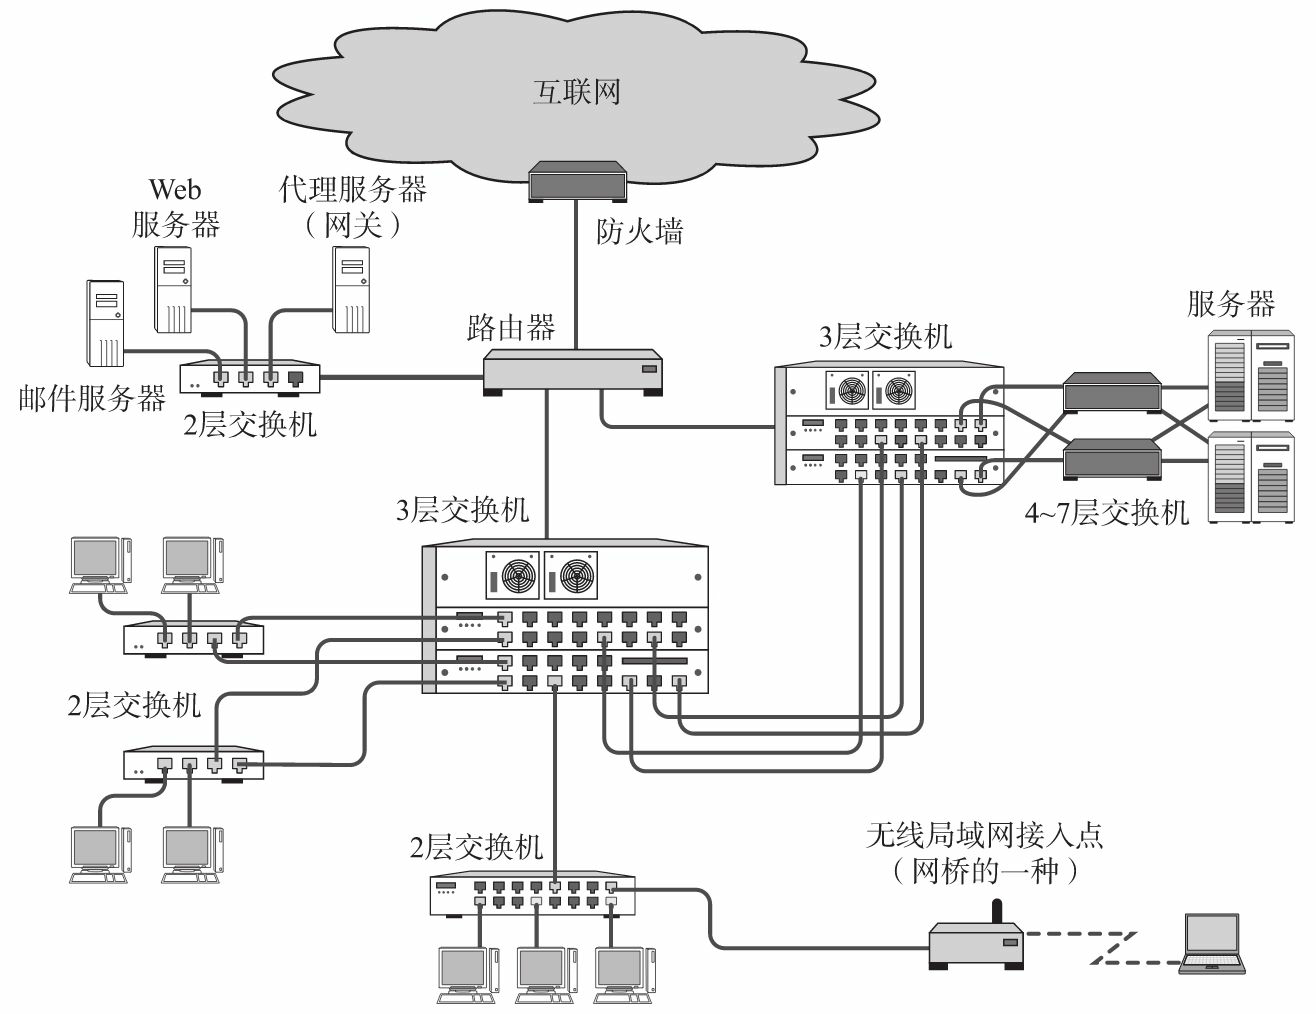 互联网
Web
服务器
代理服务器
（网关）
防火墙
服务器
路由器
3层交换机
邮件服务器
2层交换机
3层交换机
4~7层交换机
2层交换机
2层交换机
无线局域网接入点
（网桥的一种）